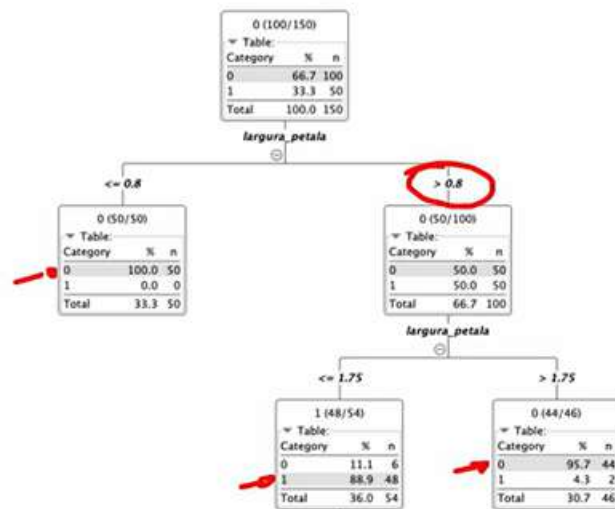 0 (100/150)
Table:
Category % n
0 66.7 100
1 33.3 50
Total 100.0 150
largura_petala
<= 0.8
> 0.8
0 (50/50)
Table:
Category % n
0 100.0 50
1 0.0 0
Total 33.3 50
0 (50/100)
Table:
Category % n
0 50.0 50
1 50.0 50
Total 66.7 100
largura_petala
<= 1.75
> 1.75
1 (48/54)
Table:
Category % n
0 11.1 6
1 88.9 48
Total 36.0 54
0 (44/46)
Table:
Category % n
0 95.7 44
1 4.3 2
Total 30.7 46